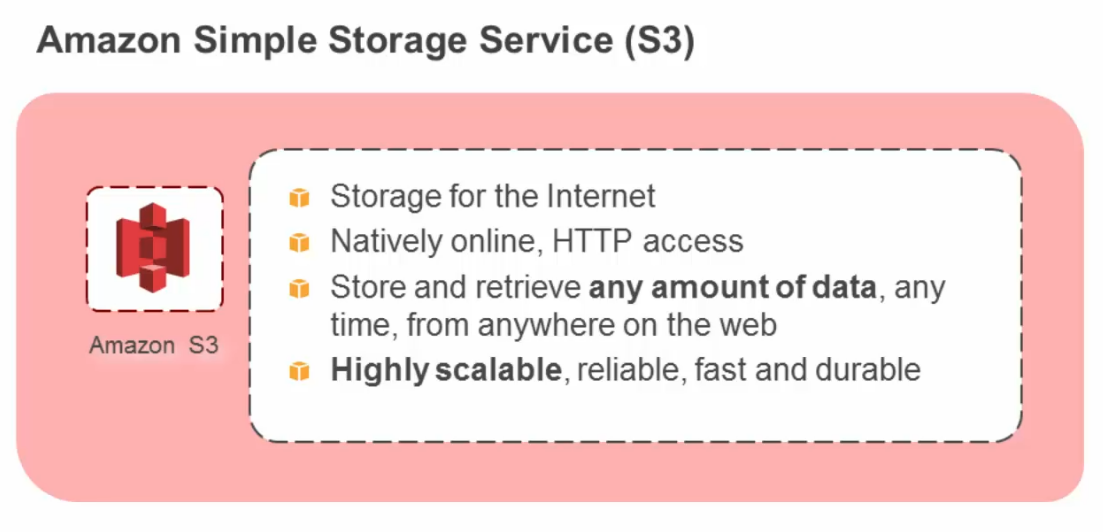 Amazon Simple Storage Service (S3)
Storage for the Internet
Natively online, HTTP access
Store and retrieve any amount of data, any
time, from anywhere on the web
Highly scalable, reliable, fast and durable
Amazon S3